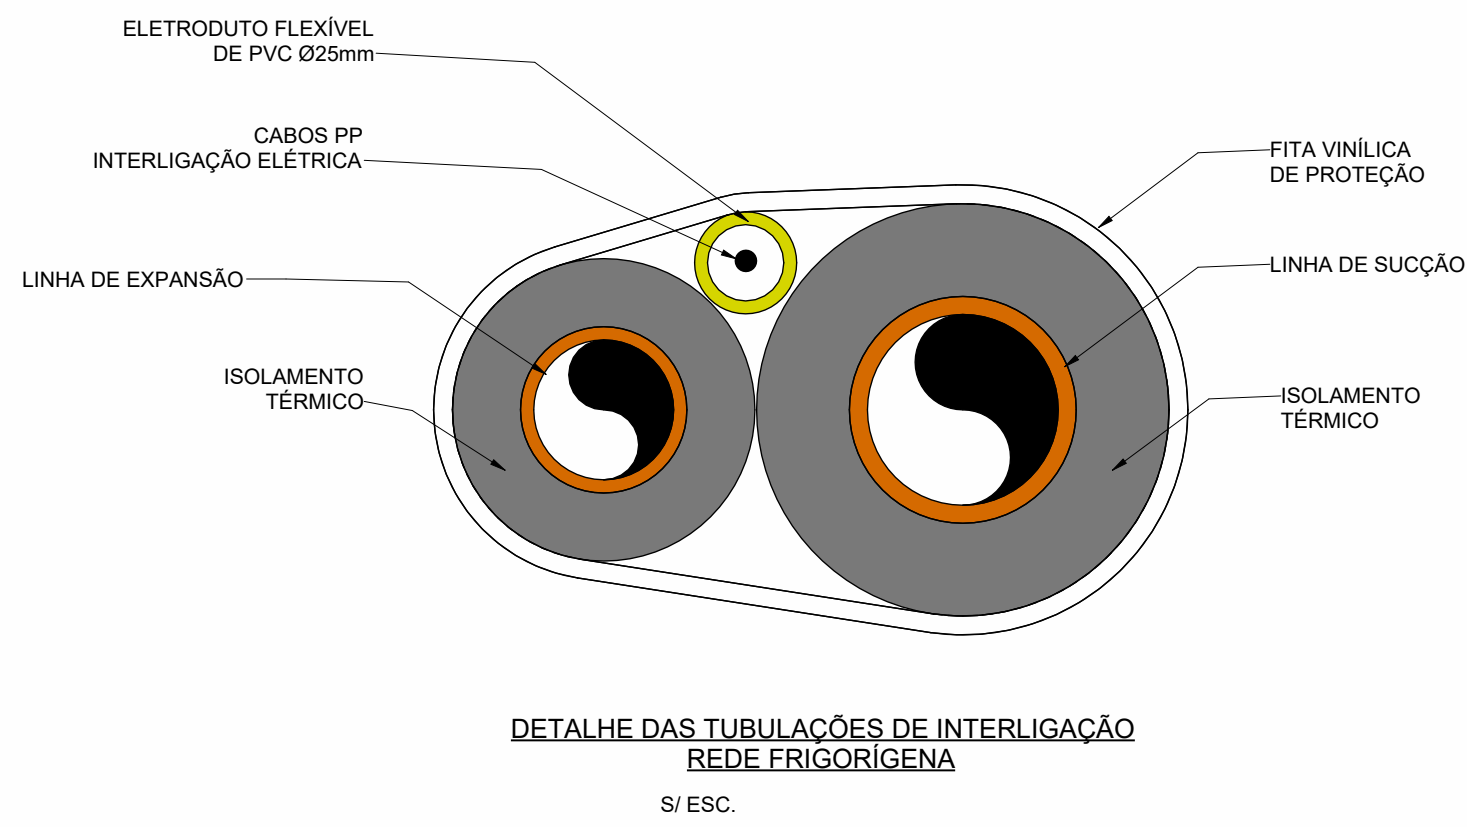 ELETRODUTO FLEXÍVEL
DE PVC Ø25mm
CABOS PP
INTERLIGAÇÃO ELÉTRICA
LINHA DE EXPANSÃO
ISOLAMENTO
TÉRMICO
FITA VINÍLICA
DE PROTEÇÃO
LINHA DE SUCÇÃO
ISOLAMENTO
TÉRMICO
DETALHE DAS TUBULAÇÕES DE INTERLIGAÇÃO
REDE FRIGORÍGENA
S/ ESC.